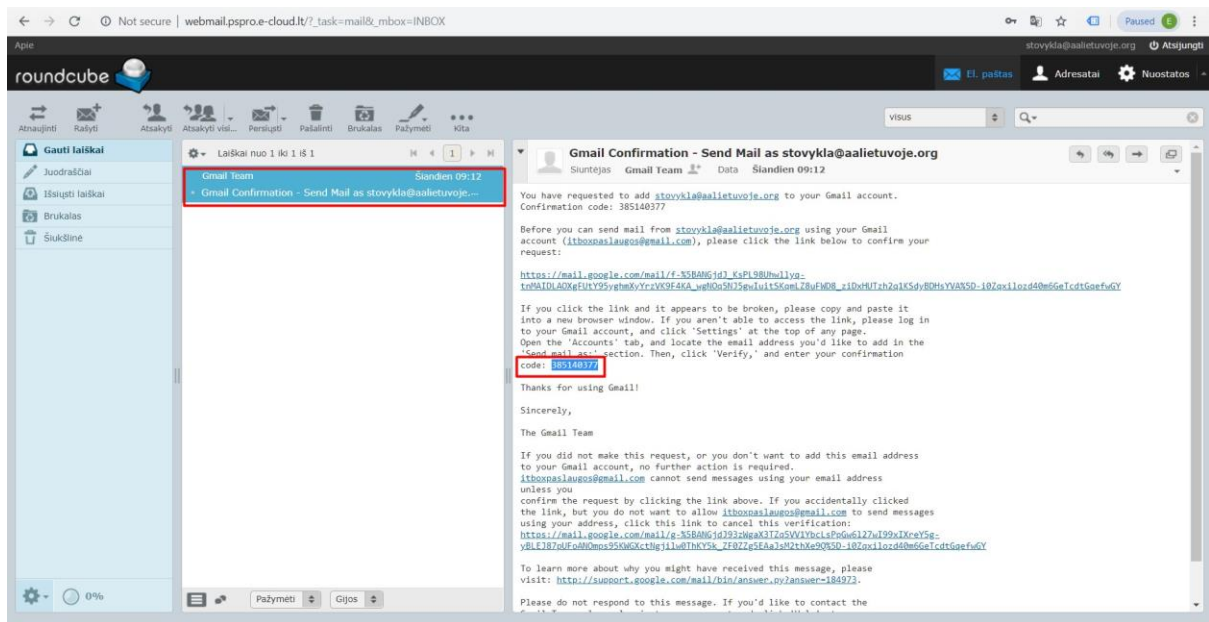 Not secure | webmail.pspro.e-cloud.lt/?_task=mail&_mbox=INBOX
Paused E
Apie
stovykla@aalietuvoje.org Atsijungti
roundcube
El. paštas Adresatai Nuostatos
Atnaujinti Rašyti Atsakyti Atsakyti visi... Persiųsti Pašalinti Brukalas Pažymėti Kita
visus
Gauti laiškai
Juodraščiai
Išsiųsti laiškai
Brukalas
Šiukšlinė
Laiškai nuo 1 iki 1 iš 1
1
Gmail Team Šiandien 09:12
Gmail Confirmation - Send Mail as stovykla@aalietuvoje....
Gmail Confirmation - Send Mail as stovykla@aalietuvoje.org
Siuntėjas Gmail Team Data Šiandien 09:12
You have requested to add stovykla@aalietuvoje.org to your Gmail account.
Confirmation code: 385140377
Before you can send mail from stovykla@aalietuvoje.org using your Gmail
account (itboxpaslaugos@gmail.com), please click the link below to confirm your
request:
If you click the link and it appears to be broken, please copy and paste it
into a new browser window. If you aren't able to access the link, please log in
to your Gmail account, and click 'Settings' at the top of any page.
Open the 'Accounts' tab, and locate the email address you'd like to add in the
'Send mail as:' section. Then, click 'Verify,' and enter your confirmation
code: 385140377
Thanks for using Gmail!
Sincerely,
The Gmail Team
If you did not make this request, or you don't want to add this email address
to your Gmail account, no further action is required.
itboxpaslaugos@gmail.com cannot send messages using your email address
unless you
confirm the request by clicking the link above. If you accidentally clicked
the link, but you do not want to allow itboxpaslaugos@gmail.com to send messages
using your address, click this link to cancel this verification:
To learn more about why you might have received this message, please
visit: http://support.google.com/mail/bin/answer.py?answer=184973.
Please do not respond to this message. If you'd like to contact the
0%
Pažymėti Gijos